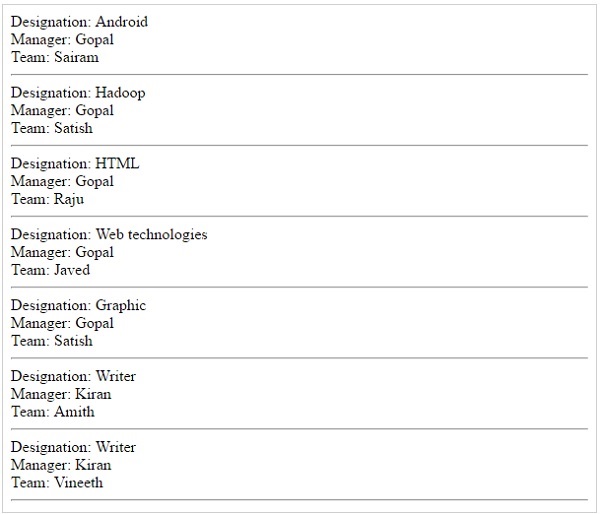 Designation: Android
Manager: Gopal
Team: Sairam
Designation: Hadoop
Manager: Gopal
Team: Satish
Designation: HTML
Manager: Gopal
Team: Raju
Designation: Web technologies
Manager: Gopal
Team: Javed
Designation: Graphic
Manager: Gopal
Team: Satish
Designation: Writer
Manager: Kiran
Team: Amith
Designation: Writer
Manager: Kiran
Team: Vineeth